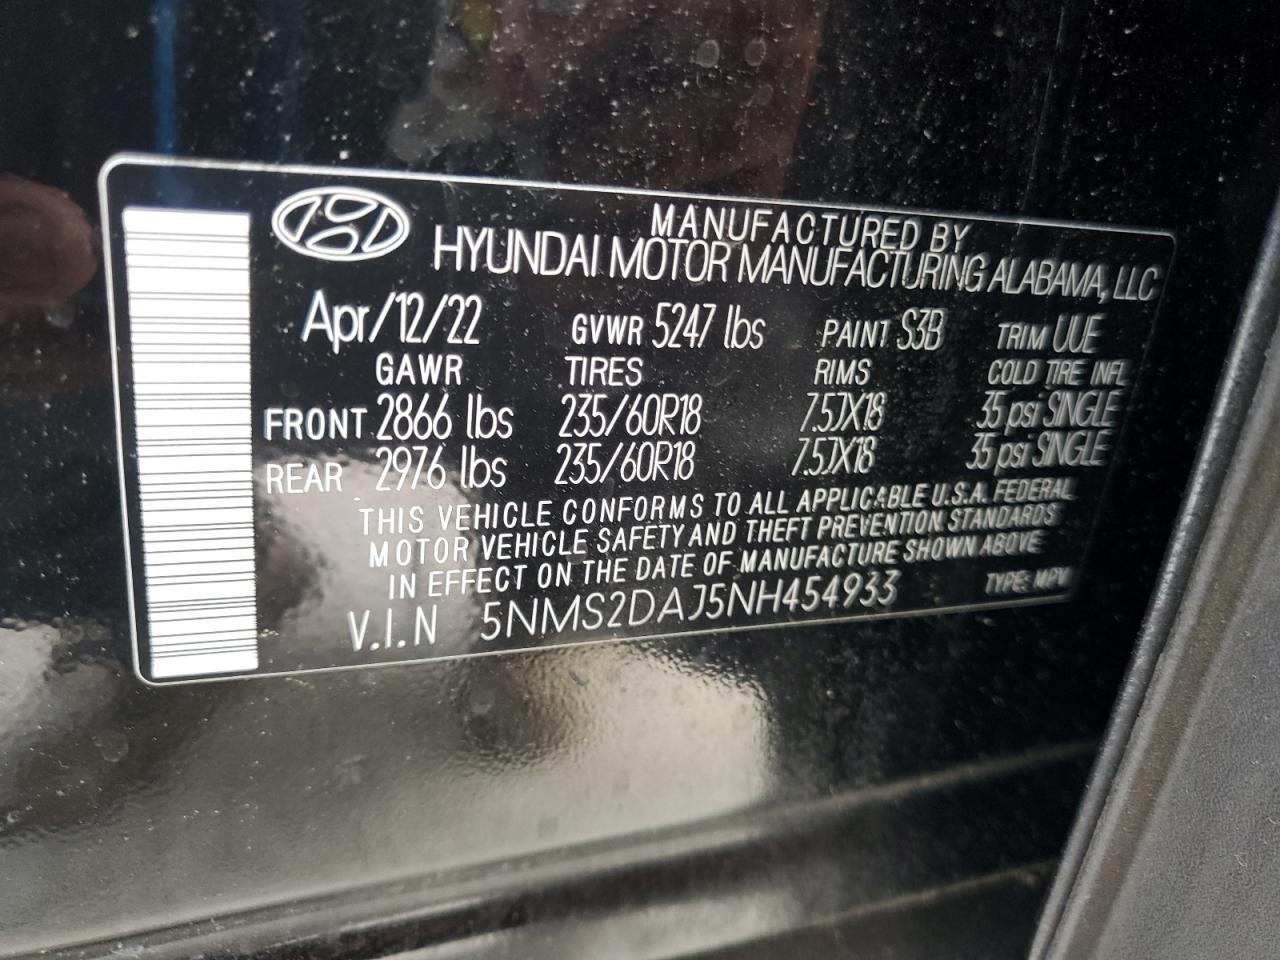 MANUFACTURED BY
HYUNDAI MOTOR MANUFACTURING ALABAMA, LLC
Apr/12/22 GVWR 5247 lbs PAINT S3B TRIM UUE
GAWR TIRES RIMS COLD TIRE INFL
FRONT 2866 lbs 235/60R18 7.5JX18 35 psi SINGLE
REAR 2976 lbs 235/60R18 7.5JX18 35 psi SINGLE
THIS VEHICLE CONFORMS TO ALL APPLICABLE U.S.A. FEDERAL
MOTOR VEHICLE SAFETY AND THEFT PREVENTION STANDARDS
IN EFFECT ON THE DATE OF MANUFACTURE SHOWN ABOVE
V.I.N 5NMS2DAJ5NH454933 TYPE: MPV